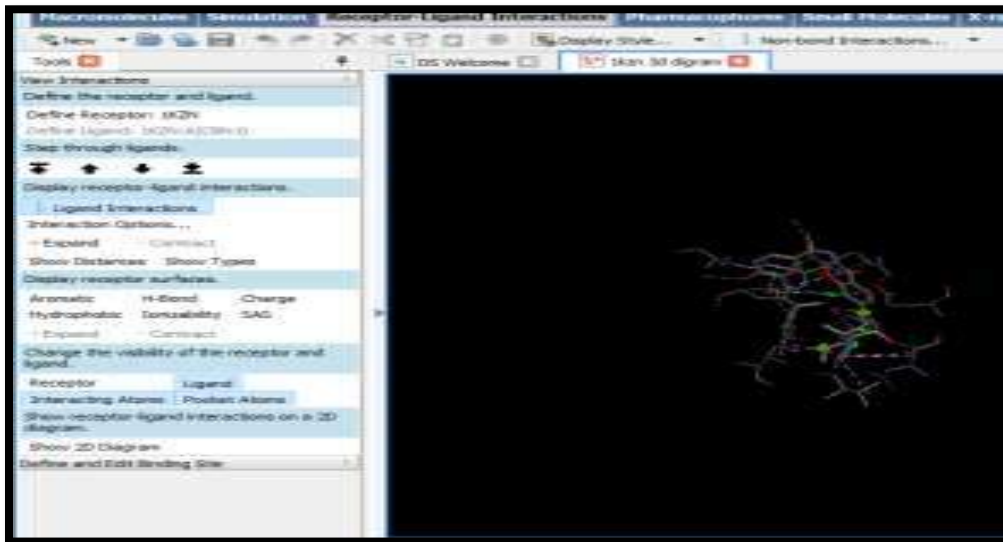 Macromolecules Simulation Receptor-Ligand Interactions Pharmacophores Small Molecules
New Display Style... Non-bond Interactions...
Tools DS Welcome 3d
View Interactions
Define the receptor and ligand.
Define Receptor: 1KZN
Define Ligand:
Step through ligands.
Display receptor-ligand interactions.
Ligand Interactions
Interaction Options...
Expand Contract
Show Distances Show Types
Display receptor surfaces.
Aromatic H-Bond Charge
Hydrophobic Ionizability SAS
Expand Contract
Change the visibility of the receptor and
ligand.
Receptor Ligand
Interacting Atoms Pocket Atoms
Show receptor-ligand interactions on a 2D
diagram.
Show 2D Diagram
Define and Edit Binding Site